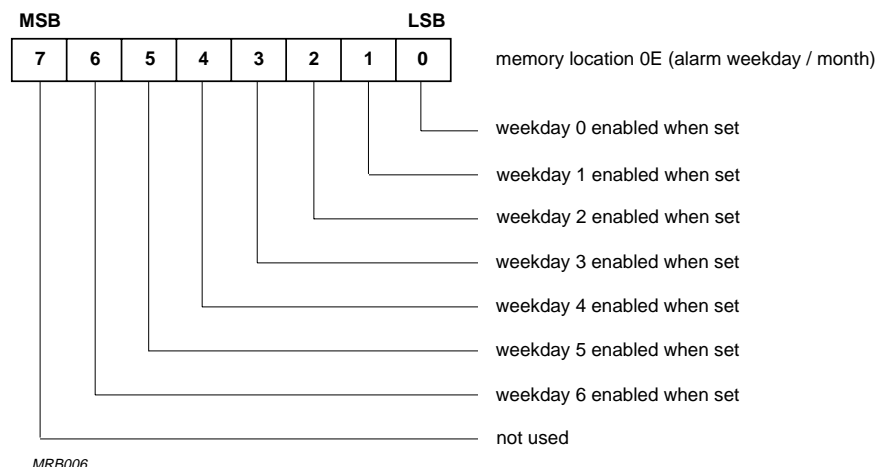 MSB LSB
7 6 5 4 3 2 1 0 memory location 0E (alarm weekday / month)
weekday 0 enabled when set
weekday 1 enabled when set
weekday 2 enabled when set
weekday 3 enabled when set
weekday 4 enabled when set
weekday 5 enabled when set
weekday 6 enabled when set
not used
MRB006